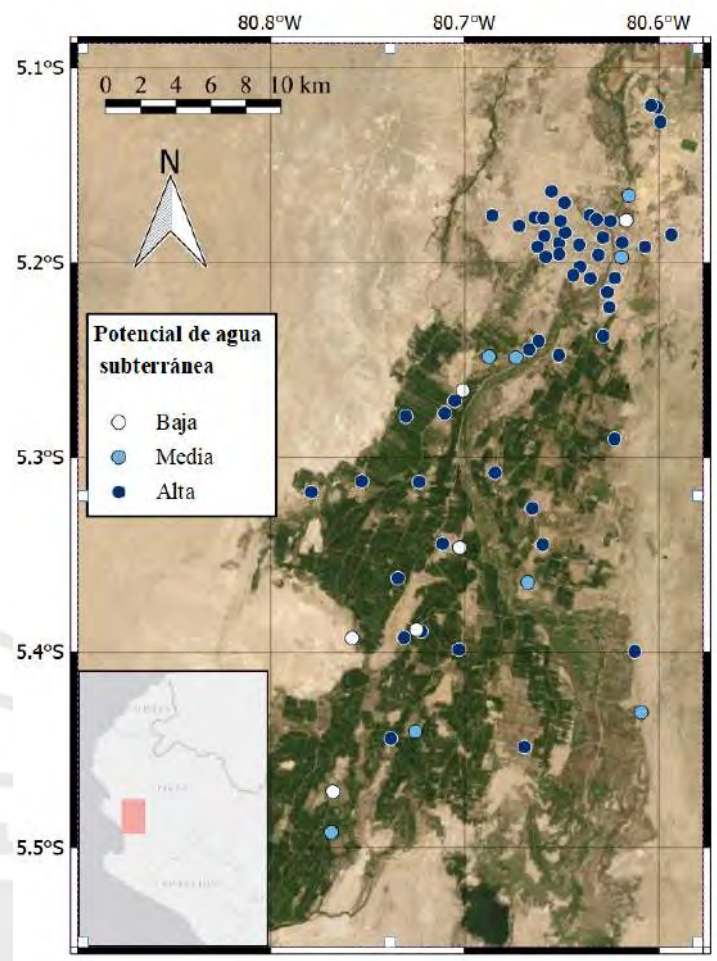 80.8°W 80.7°W 80.6°W
5.1°S
0 2 4 6 8 10 km
N
5.2°S
Potencial de agua
subterránea
Baja
Media
Alta
5.3°S
5.4°S
5.5°S